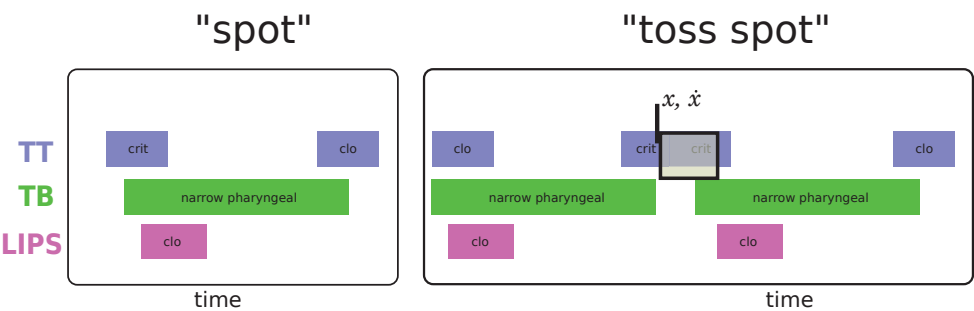 "spot"
"toss spot"
x, ẋ
TT
crit
clo
clo
crit
crit
clo
TB
narrow pharyngeal
narrow pharyngeal
narrow pharyngeal
LIPS
clo
clo
clo
time
time